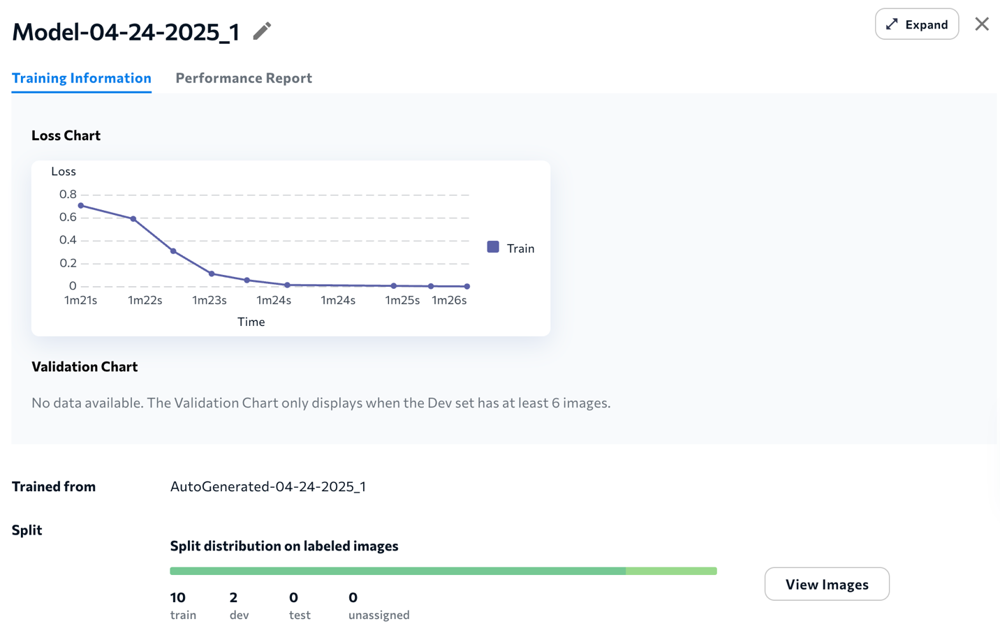 Model-04-24-2025_1
Expand
Training Information
Performance Report
Loss Chart
Loss
0.8
0.6
0.4
0.2
0
1m21s 1m22s 1m23s 1m24s 1m24s 1m25s 1m26s
Time
Train
Validation Chart
No data available. The Validation Chart only displays when the Dev set has at least 6 images.
Trained from
AutoGenerated-04-24-2025_1
Split
Split distribution on labeled images
10 2 0 0
train dev test unassigned
View Images